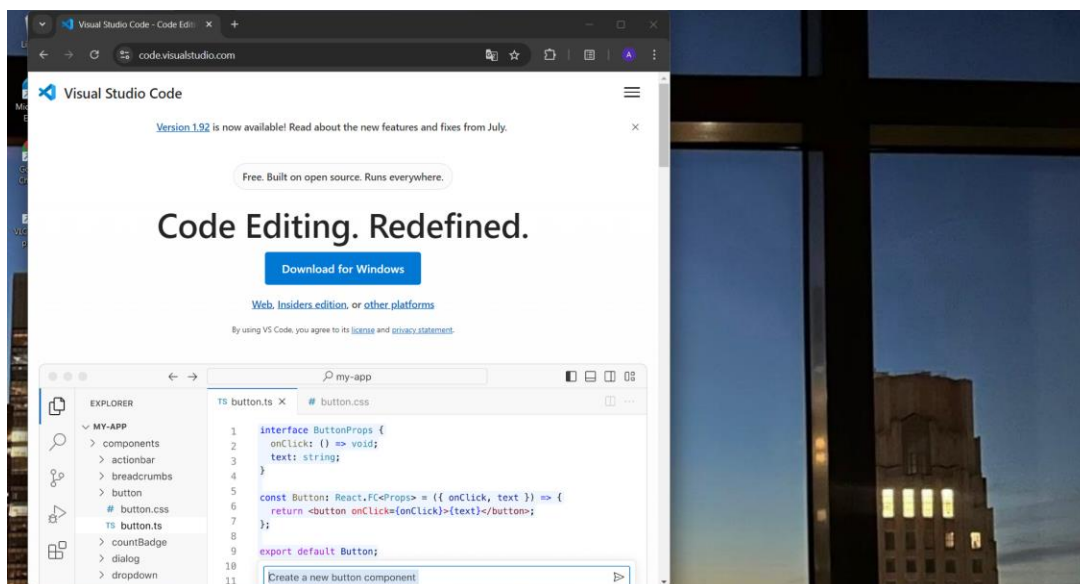 Visual Studio Code - Code Edit
code.visualstudio.com
A
Visual Studio Code
Version 1.92 is now available! Read about the new features and fixes from July.
Free. Built on open source. Runs everywhere.
Code Editing. Redefined.
Download for Windows
Web, Insiders edition, or other platforms
By using VS Code, you agree to its license and privacy statement.
my-app
EXPLORER
TS button.ts
# button.css
MY-APP
components
actionbar
breadcrumbs
button
# button.css
TS button.ts
countBadge
dialog
dropdown
1 interface ButtonProps {
2 onClick: () => void;
3 text: string;
4 }
5
6 const Button: React.FC<Props> = ({ onClick, text }) => {
7 return <button onClick={onClick}>{text}</button>;
8 };
9
10 export default Button;
11
Create a new button component